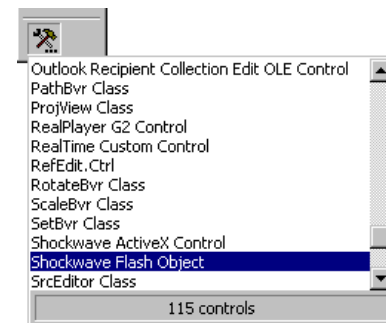 Outlook Recipient Collection Edit OLE Control
PathBvr Class
ProjView Class
RealPlayer G2 Control
RealTime Custom Control
RefEdit.Ctrl
RotateBvr Class
ScaleBvr Class
SetBvr Class
Shockwave ActiveX Control
Shockwave Flash Object
SrcEditor Class
115 controls